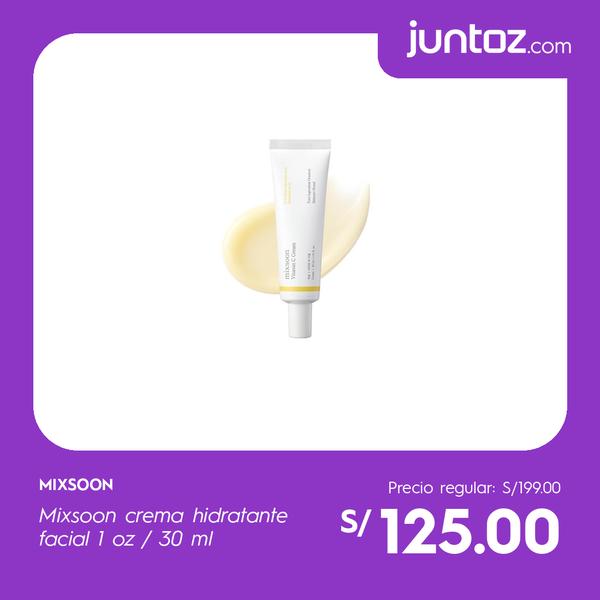 juntoz.com
mixsoon
Vitamin C Cream
MIXSOON
Mixsoon crema hidratante
facial 1 oz / 30 ml
Precio regular: S/199.00
S/125.00